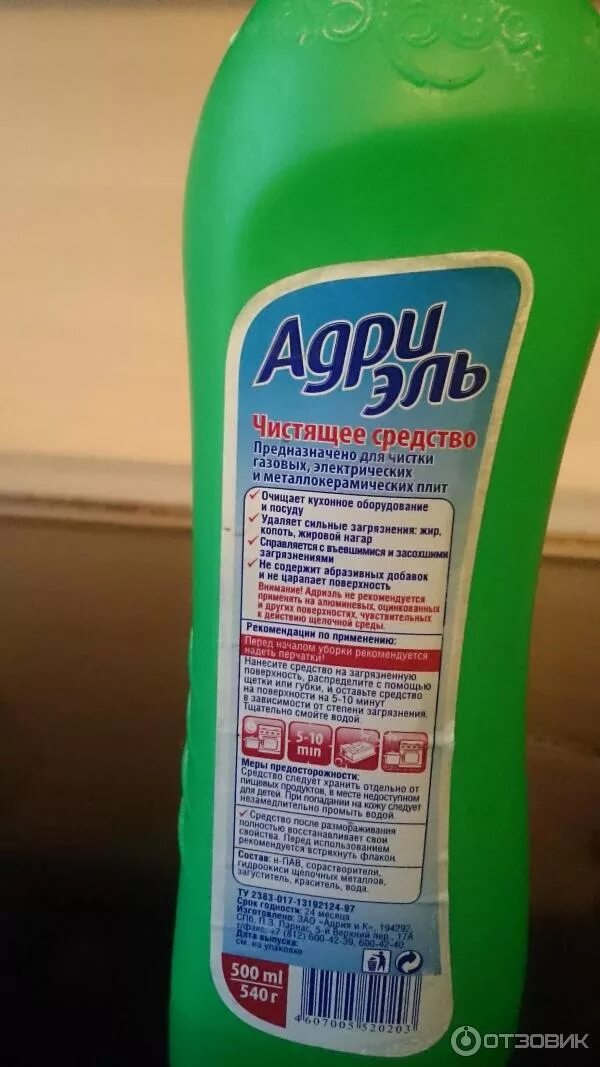 Адри
эль
Чистящее средство
Предназначено для чистки
газовых, электрических
и металлокерамических плит
Очищает кухонное оборудование
и посуду
Удаляет сильные загрязнения: жир,
копоть, жировой нагар
Справляется с въевшимися и засохшими
загрязнениями
Не содержит абразивных добавок
и не царапает поверхность
Внимание! Адриэль не рекомендуется
применять на алюминевых, оцинкованных
и других поверхностях, чувствительных
к действию щелочной среды.
Рекомендации по применению:
Перед началом уборки рекомендуется
надеть перчатки!
Нанесите средство на загрязненную
поверхность, распределите с помощью
щетки или губки, и оставьте средство
на поверхности на 5-10 минут
в зависимости от степени загрязнения.
Тщательно смойте водой.
5-10
min
Меры предосторожности:
Средство следует хранить отдельно от
пищевых продуктов, в месте недоступном
для детей. При попадании на кожу следует
незамедлительно промыть водой.
Средство после размораживания
полностью восстанавливает свои
свойства. Перед использованием
рекомендуется встряхнуть флакон.
Состав: н-ПАВ, сорастворители,
гидроокиси щёлочных металлов,
загуститель, краситель, вода.
ТУ 2383-017-13192124-97
Срок годности: 24 месяца
Изготовлено: ЗАО «Адрия и К», 194292,
СПб, П.З. Парнас, 5-й Верхний пер., 17А
т/факс: +7 (812) 600-42-39, 600-42-40
Дата выпуска:
см. на упаковке
500 ml
540 г
4607005520203
ОТЗОВИК